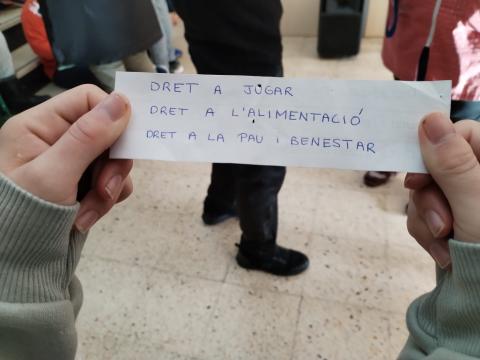 DRET A JUGAR
DRET A L'ALIMENTACIÓ
DRET A LA PAU i BENESTAR